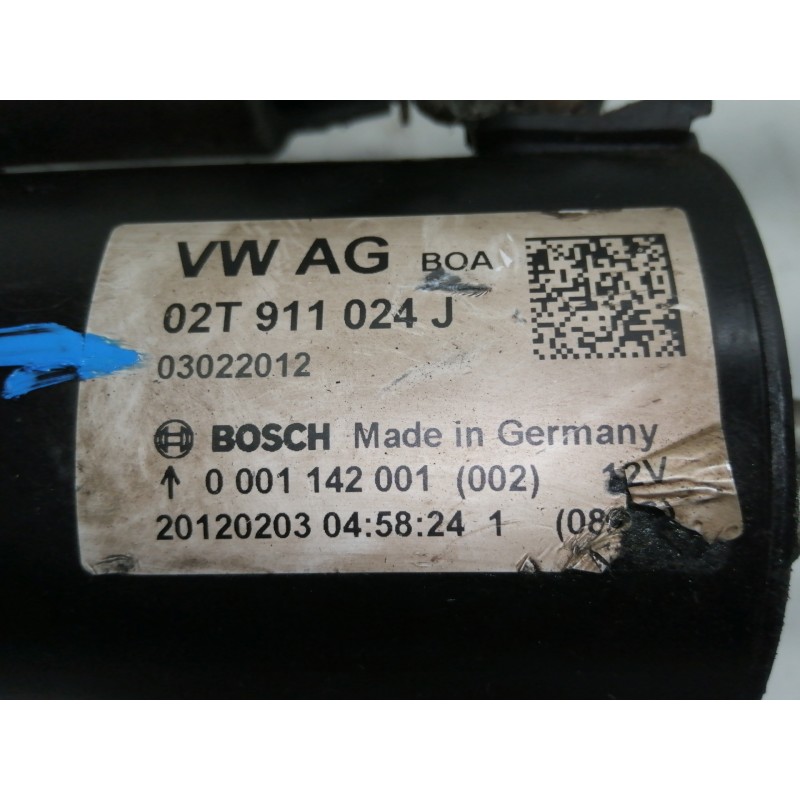 VW AG BOA
02T 911 024 J
03022012
BOSCH Made in Germany
↑ 0 001 142 001 (002) 12V
20120203 04:58:24 1